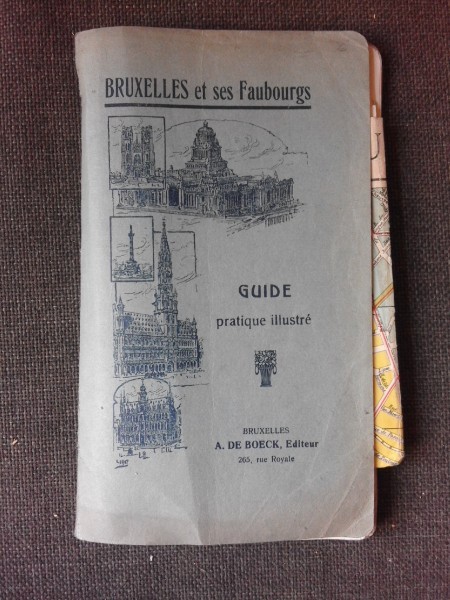 BRUXELLES et ses Faubourgs
GUIDE
pratique illustré
BRUXELLES
A. DE BOECK, Editeur
265, rue Royale
U